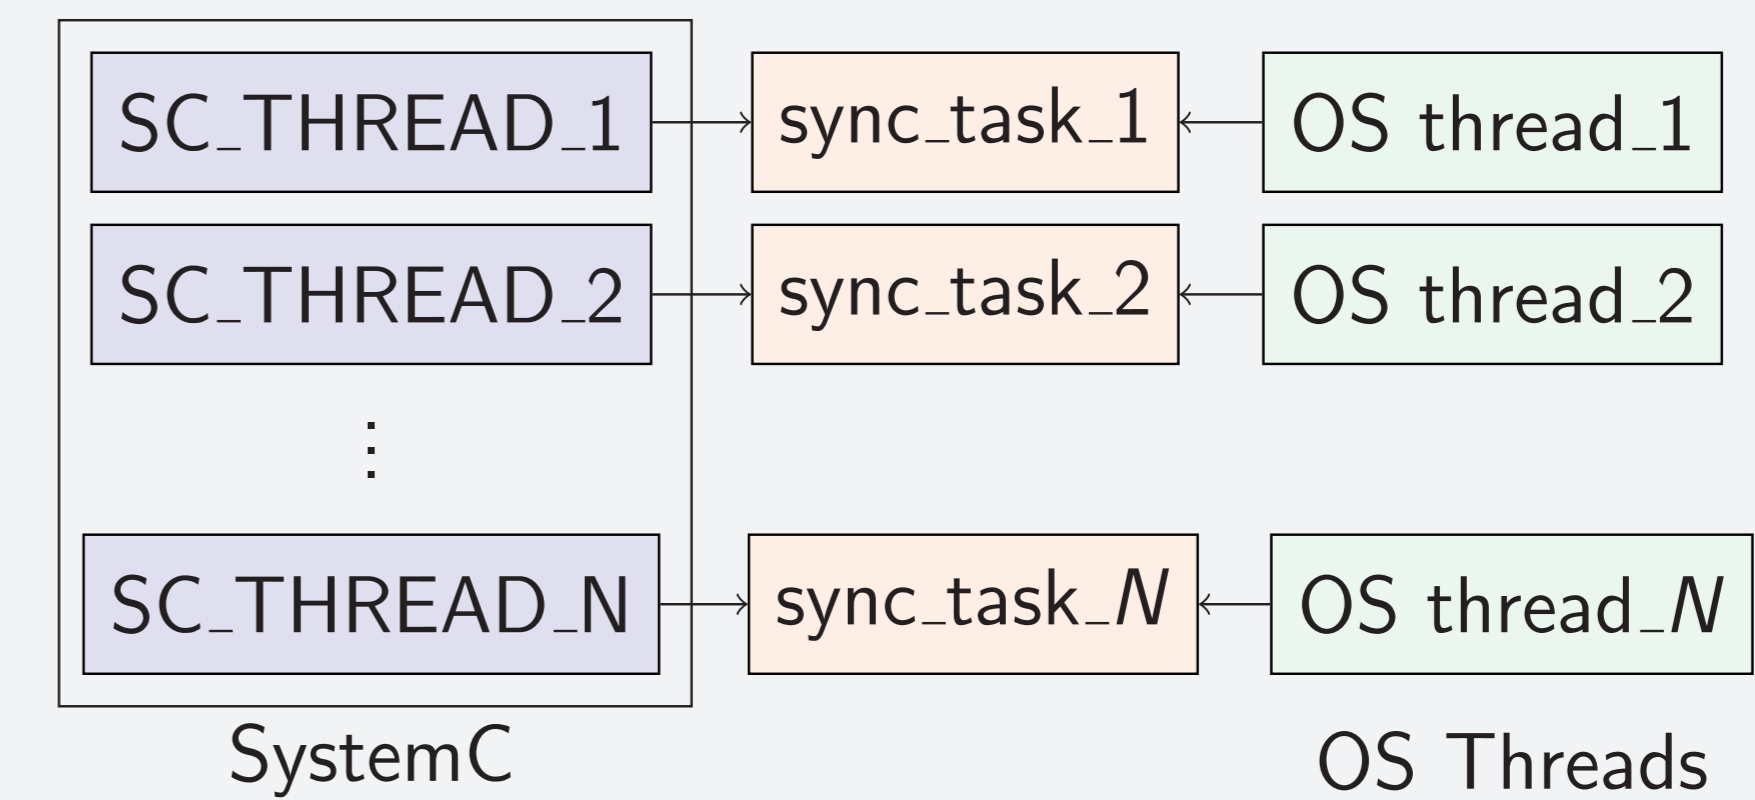 SC_THREAD_1 sync_task_1 OS thread_1
SC_THREAD_2 sync_task_2 OS thread_2
⋮
SC_THREAD_N sync_task_N OS thread_N
SystemC OS Threads